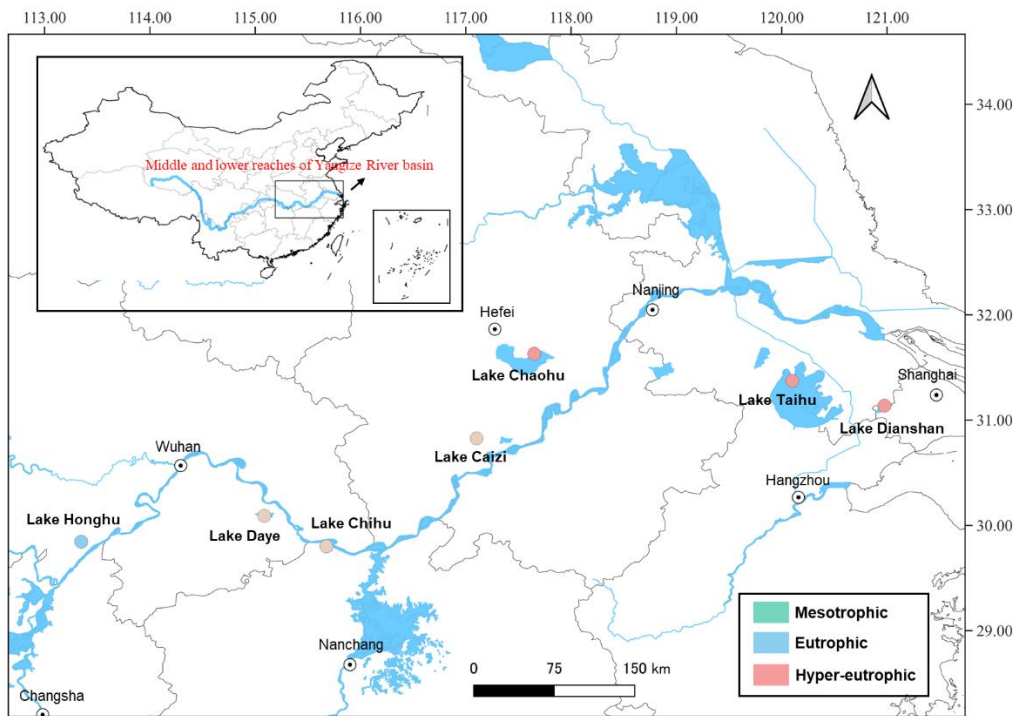 113.00 114.00 115.00 116.00 117.00 118.00 119.00 120.00 121.00
Middle and lower reaches of Yangtze River basin
34.00
33.00
Nanjing
Hefei
32.00
Lake Chaohu
Shanghai
Lake Taihu
31.00
Lake Dianshan
Lake Caizi
Wuhan
Hangzhou
Lake Honghu
Lake Chihu
Lake Daye
30.00
Mesotrophic
Eutrophic
Hyper-eutrophic
29.00
Nanchang
0 75 150 km
Changsha